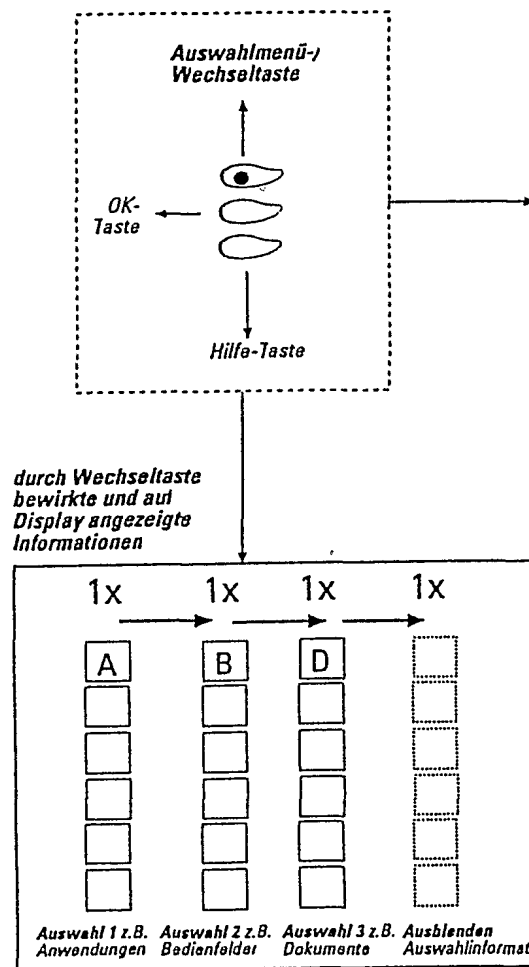 Auswahlmenü-/
Wechseltaste
OK-
Taste
Hilfe-Taste
durch Wechseltaste
bewirkte und auf
Display angezeigte
Informationen
1x 1x 1x 1x
A B D
Auswahl 1 z.B. Auswahl 2 z.B. Auswahl 3 z.B. Ausblenden
Anwendungen Bedienfelder Dokumente Auswahlinformat